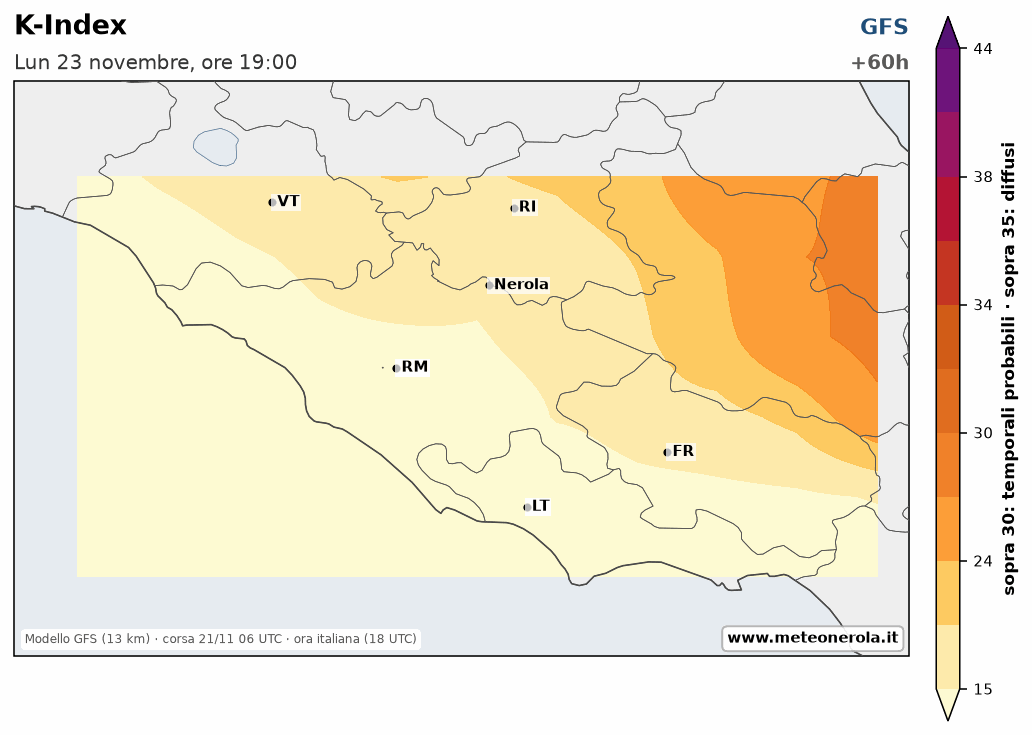 K-Index
GFS
Lun 23 novembre, ore 19:00
+60h
VT
RI
Nerola
RM
FR
LT
Modello GFS (13 km) · corsa 21/11 06 UTC · ora italiana (18 UTC)
www.meteonerola.it
44
38
34
30
24
15
sopra 30: temporali probabili · sopra 35: diffusi